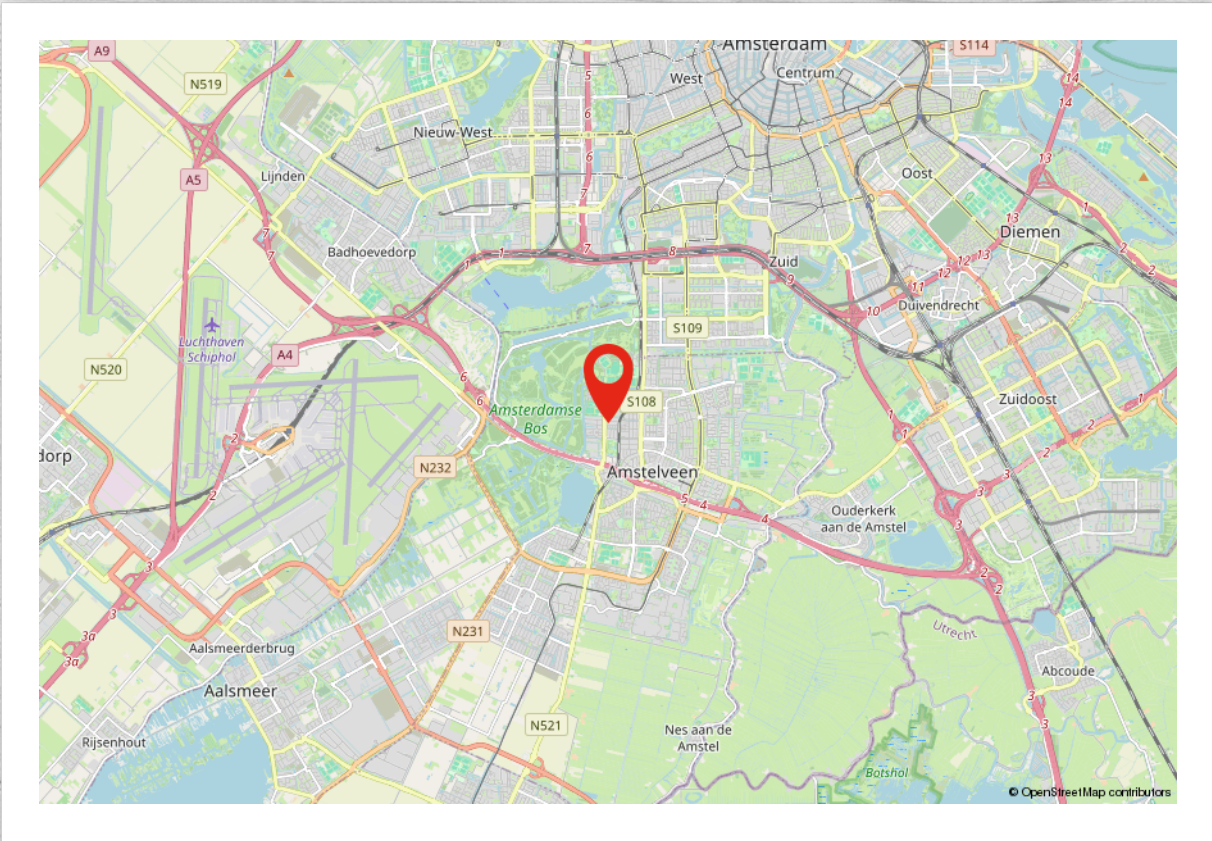 A9
Amsterdam
S114
5
West
Centrum
14
N519
14
6
Nieuw-West
6
13
Lijnden
A5
Oost
7
13
1
7
Diemen
Badhoevedorp
7
2
7
1
1
7
8
Zuid
12
13
12
2
9
11
10
Duivendrecht
Luchthaven
Schiphol
S109
A4
N520
6
6
S108
Zuidoost
1
Amsterdamse
Bos
1
2
dorp
N232
Amstelveen
2
3
2
5
4
3
4
Ouderkerk
aan de Amstel
3
3
2
2
3
3a
3a
N231
Utrecht
Aalsmeerderbrug
Abcoude
Aalsmeer
3
N521
3
Rijsenhout
Nes aan de
Amstel
Botshol
© OpenStreetMap contributors